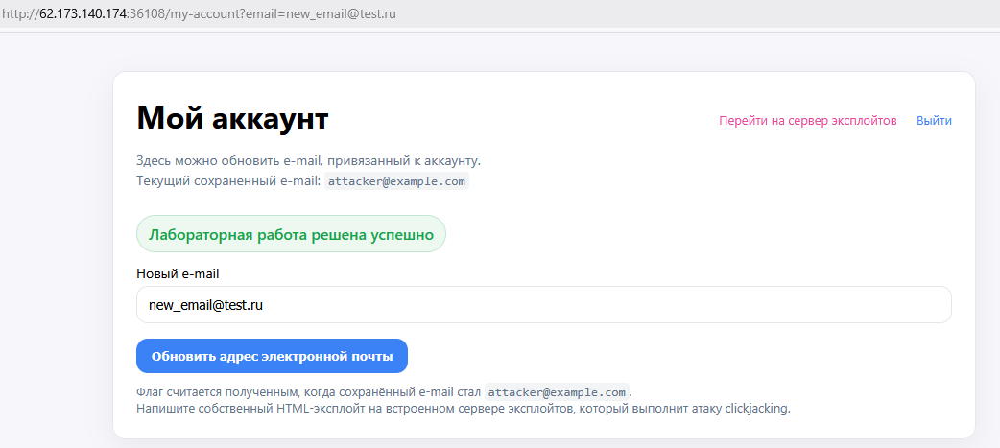 http://62.173.140.174:36108/my-account?email=new_email@test.ru
Мой аккаунт
Перейти на сервер эксплойтов Выйти
Здесь можно обновить e-mail, привязанный к аккаунту.
Текущий сохранённый e-mail: attacker@example.com
Лабораторная работа решена успешно
Новый e-mail
new_email@test.ru
Обновить адрес электронной почты
Флаг считается полученным, когда сохранённый e-mail стал attacker@example.com.
Напишите собственный HTML-эксплойт на встроенном сервере эксплойтов, который выполнит атаку clickjacking.